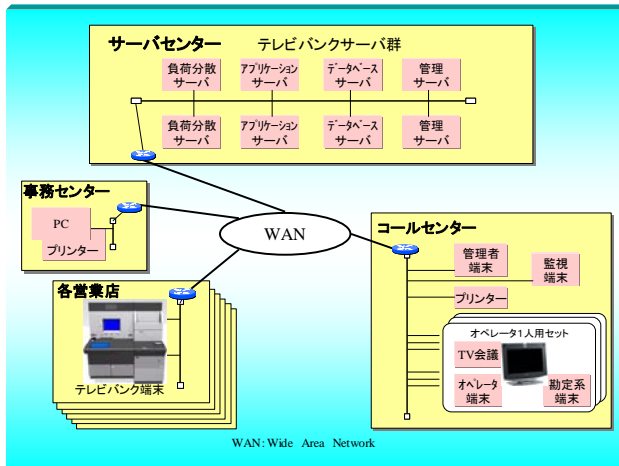 サーバセンター
テレビバンクサーバ群
負荷分散
サーバ
アプリケーション
サーバ
データベース
サーバ
管理
サーバ
負荷分散
サーバ
アプリケーション
サーバ
データベース
サーバ
管理
サーバ
事務センター
PC
プリンター
WAN
コールセンター
管理者
端末
監視
端末
プリンター
オペレータ1人用セット
TV会議
オペレータ
端末
勘定系
端末
各営業店
テレビバンク端末
WAN: Wide Area Network